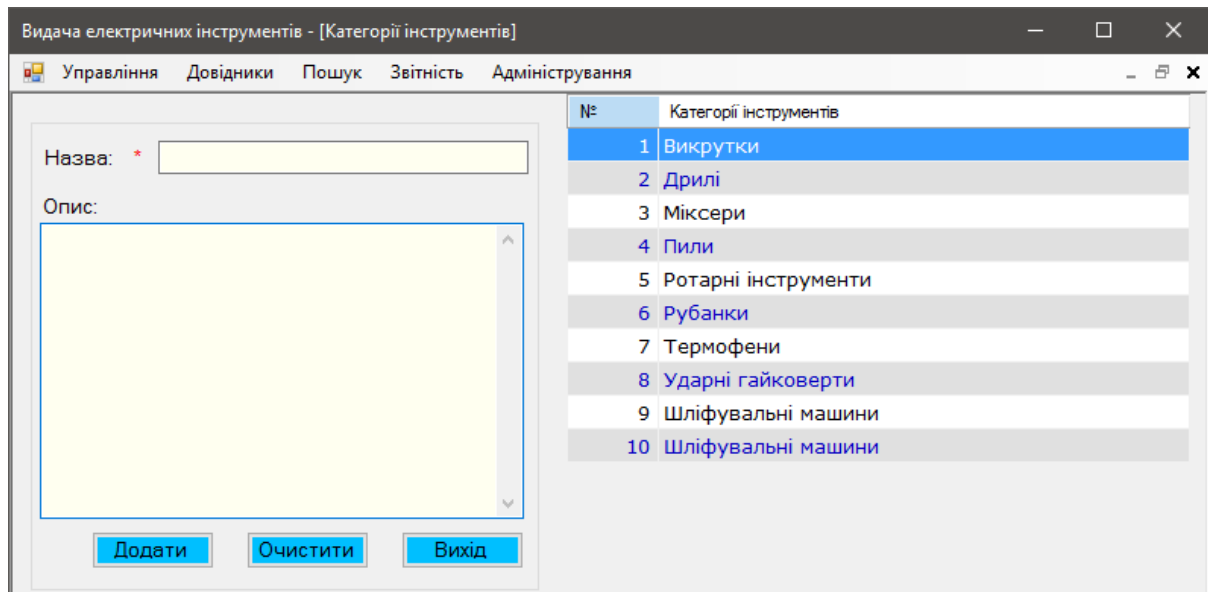 Видача електричних інструментів - [Категорії інструментів]
Управління Довідники Пошук Звітність Адміністрування
Назва: *
Опис:
Додати Очистити Вихід
№ Категорії інструментів
1 Викрутки
2 Дрилі
3 Міксери
4 Пили
5 Ротарні інструменти
6 Рубанки
7 Термофени
8 Ударні гайковерти
9 Шліфувальні машини
10 Шліфувальні машини